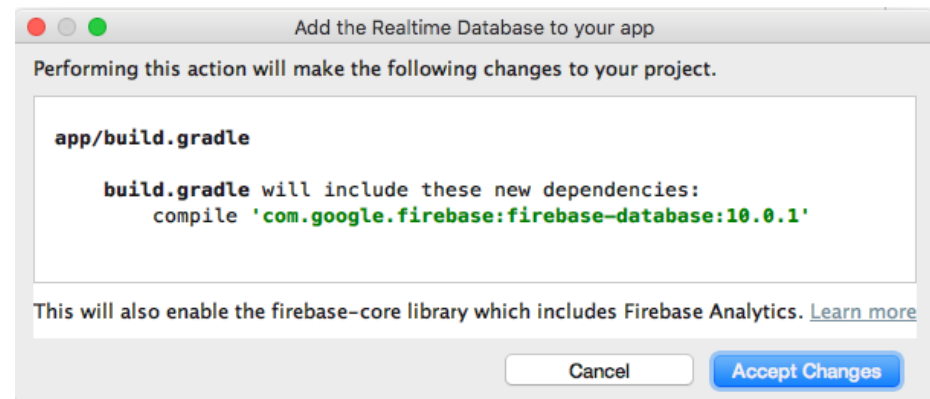 Add the Realtime Database to your app
Performing this action will make the following changes to your project.
app/build.gradle
build.gradle will include these new dependencies:
compile 'com.google.firebase:firebase-database:10.0.1'
This will also enable the firebase-core library which includes Firebase Analytics. Learn more
Cancel
Accept Changes